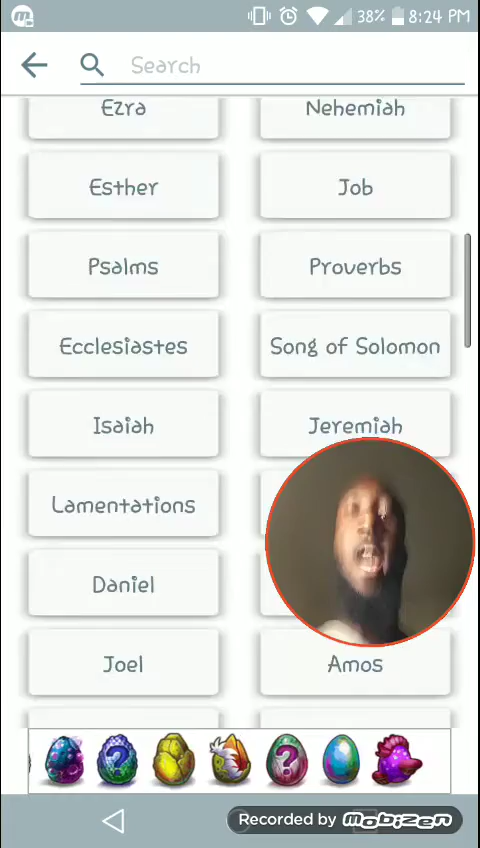 38% 8:24 PM
Search
Ezra Nehemiah
Esther Job
Psalms Proverbs
Ecclesiastes Song of Solomon
Isaiah Jeremiah
Lamentations
Daniel
Joel Amos
? ?
Recorded by mobizen